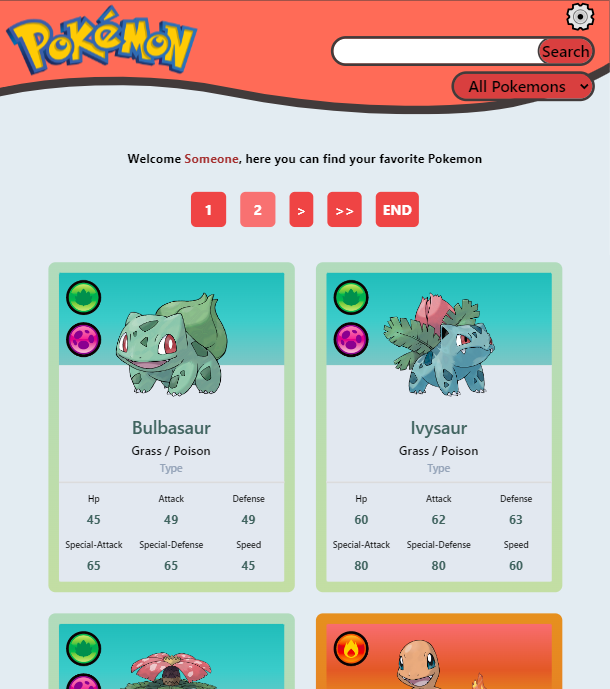 POKéMON
Search
All Pokemons
Welcome Someone, here you can find your favorite Pokemon
1 2 > >> END
Bulbasaur
Grass / Poison
Type
Hp Attack Defense
45 49 49
Special-Attack Special-Defense Speed
65 65 45
Ivysaur
Grass / Poison
Type
Hp Attack Defense
60 62 63
Special-Attack Special-Defense Speed
80 80 60